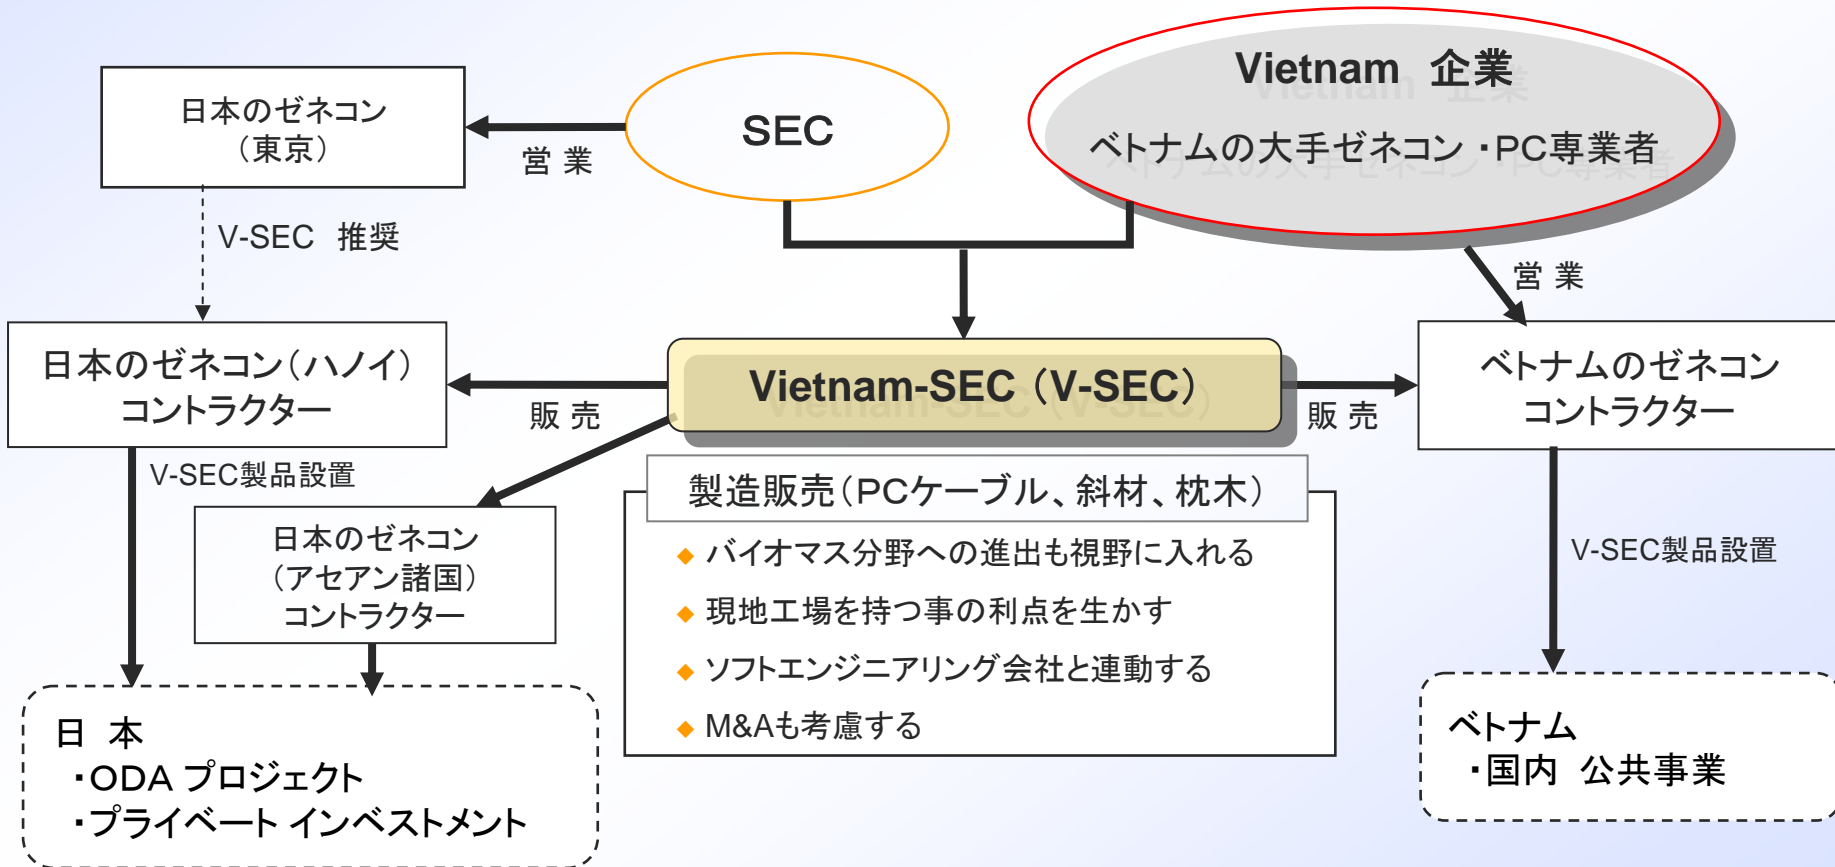 Vietnam 企業
ベトナムの大手ゼネコン・PC専業者
SEC
日本のゼネコン
（東京）
営 業
V-SEC 推奨
営 業
日本のゼネコン（ハノイ）
コントラクター
販 売
Vietnam-SEC（V-SEC）
販 売
ベトナムのゼネコン
コントラクター
V-SEC製品設置
製造販売（PCケーブル、斜材、枕木）
◆ バイオマス分野への進出も視野に入れる
◆ 現地工場を持つ事の利点を生かす
◆ ソフトエンジニアリング会社と連動する
◆ M&Aも考慮する
日本のゼネコン
（アセアン諸国）
コントラクター
V-SEC製品設置
日 本
・ODA プロジェクト
・プライベート インベストメント
ベトナム
・国内 公共事業